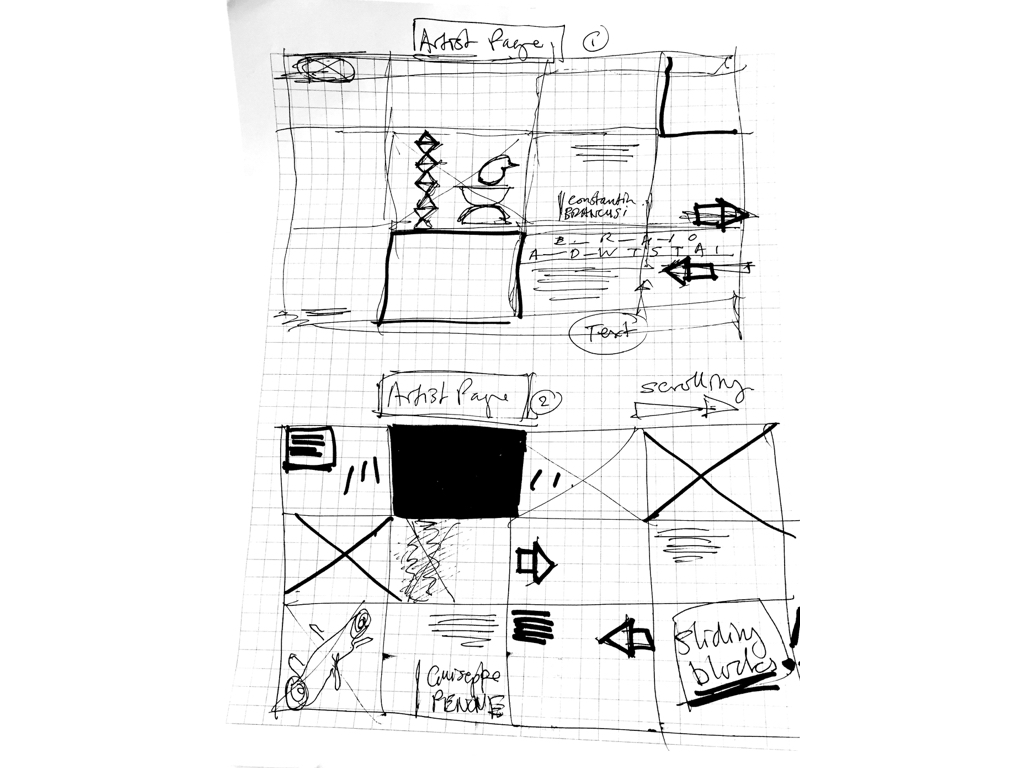 Artist Page 1
Constantin
BRANCUSI
Text
Artist Page 2
scrolling
sliding
blocks
Guiseppe
PENONE